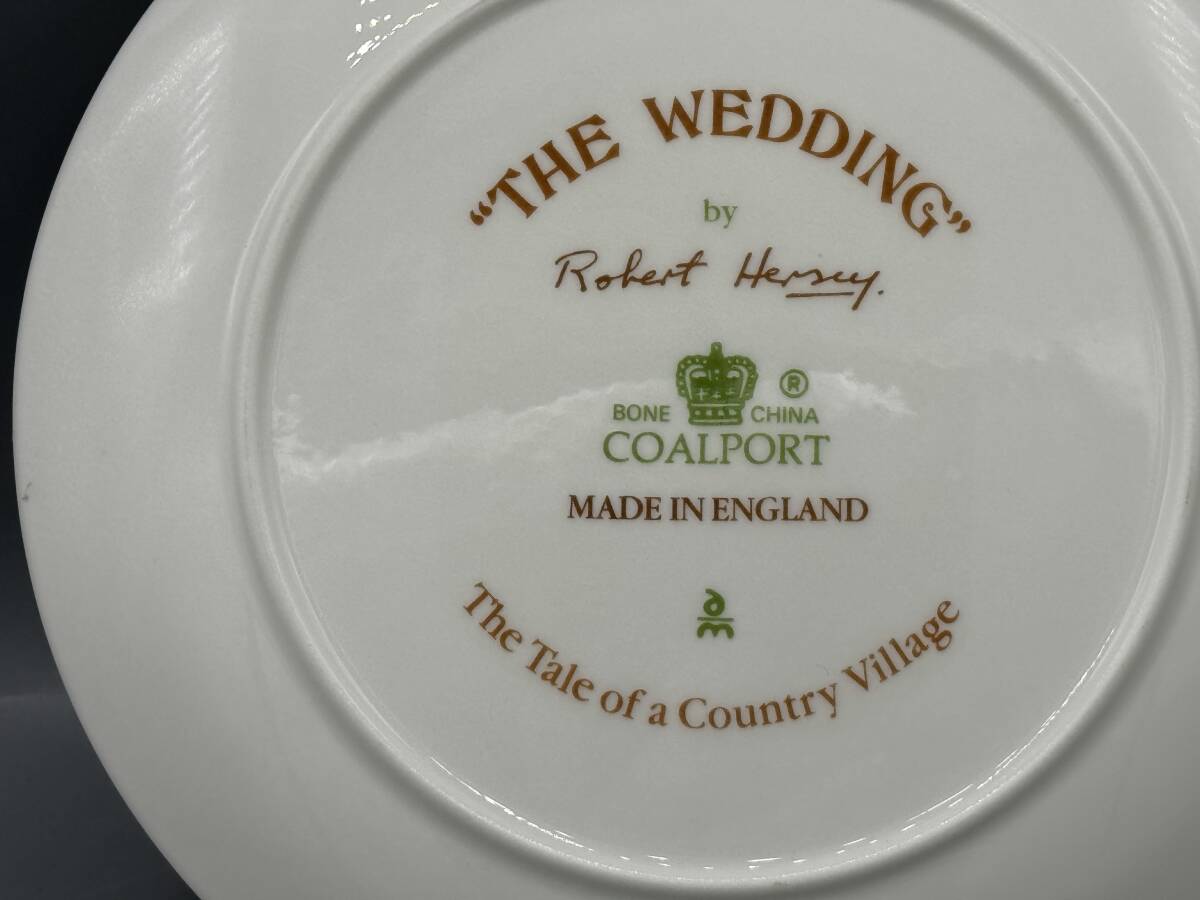 “THE WEDDING”
by
Robert Hersey.
®
BONE CHINA
COALPORT
MADE IN ENGLAND
The Tale of a Country Village